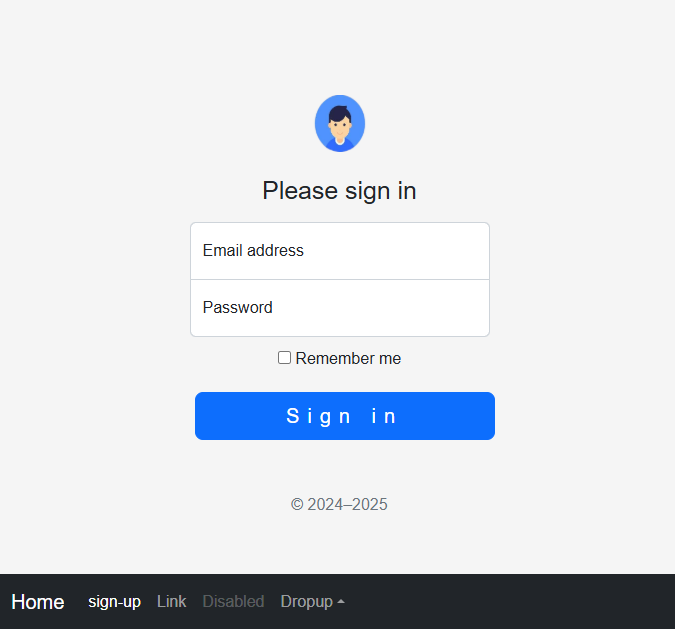 Please sign in
Email address
Password
Remember me
Sign in
© 2024–2025
Home sign-up Link Disabled Dropup